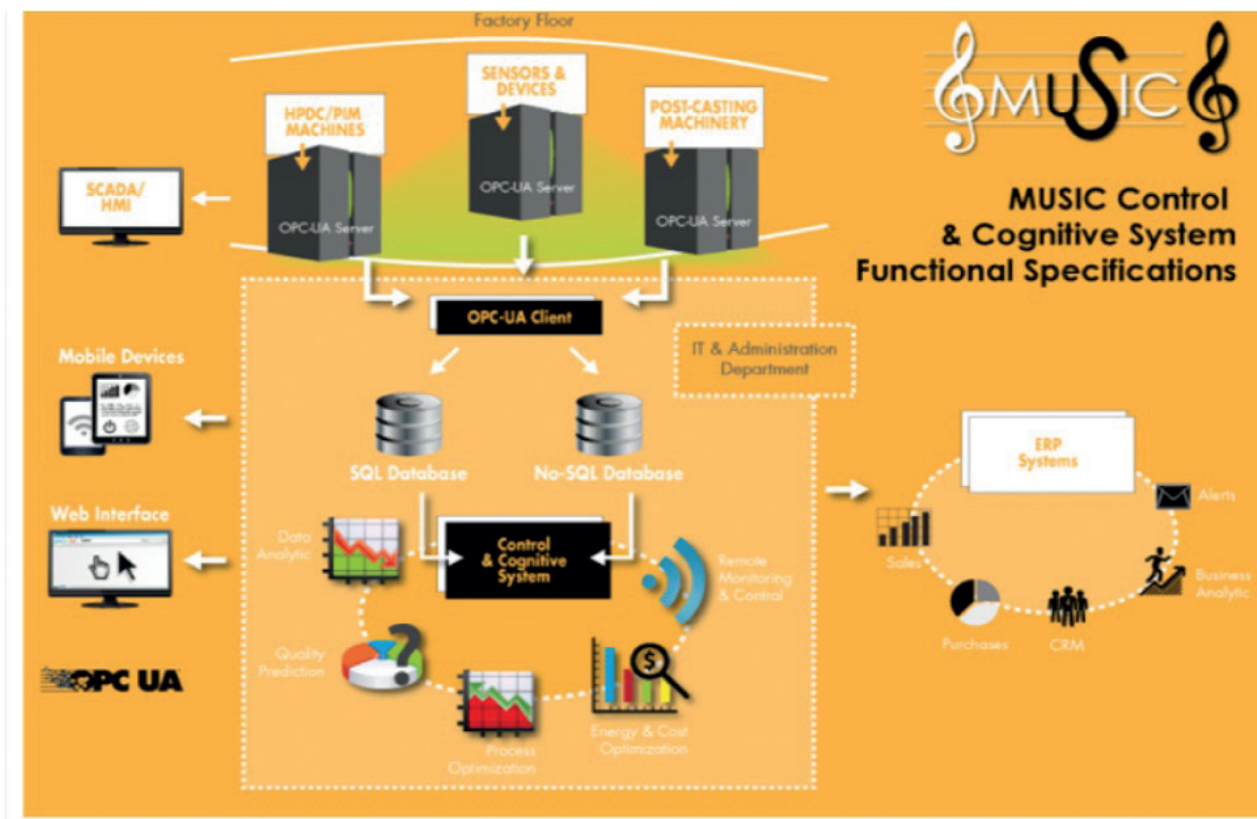 Factory Floor
SENSORS &
DEVICES
HPDC/PIM
MACHINES
POST-CASTING
MACHINERY
OPC-UA Server
OPC-UA Server
OPC-UA Server
MUSIC
MUSIC Control
& Cognitive System
Functional Specifications
SCADA/
HMI
OPC-UA Client
IT & Administration
Department
Mobile Devices
SQL Database
No-SQL Database
ERP
Systems
Alerts
Sales
Business
Analytic
Purchases
CRM
Web Interface
Data
Analytic
Control
& Cognitive
System
Remote
Monitoring
& Control
Quality
Prediction
Process
Optimization
$
Energy & Cost
Optimization
?
OPC UA